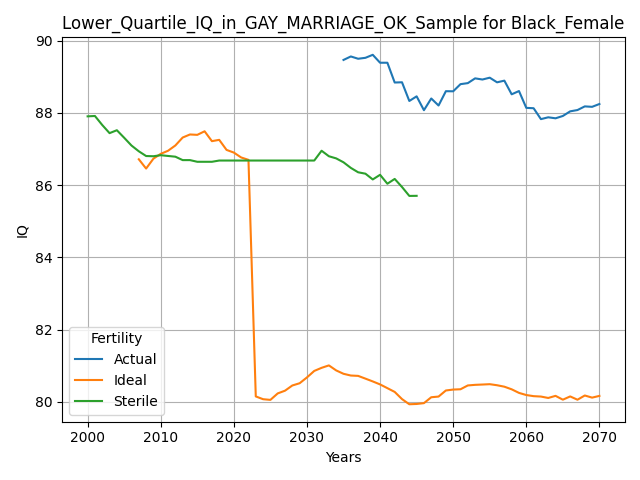 Lower_Quartile_IQ_in_GAY_MARRIAGE_OK_Sample for Black_Female
90
88
86
84
82
80
IQ
Fertility
Actual
Ideal
Sterile
2000 2010 2020 2030 2040 2050 2060 2070
Years